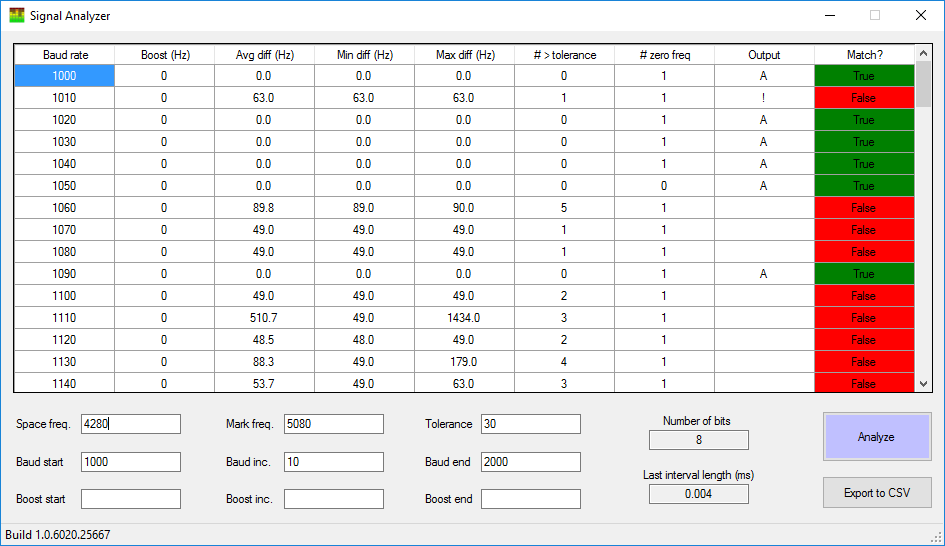 Signal Analyzer
Baud rate Boost (Hz) Avg diff (Hz) Min diff (Hz) Max diff (Hz) # > tolerance # zero freq Output Match?
1000 0 0.0 0.0 0.0 0 1 A True
1010 0 63.0 63.0 63.0 1 1 ! False
1020 0 0.0 0.0 0.0 0 1 A True
1030 0 0.0 0.0 0.0 0 1 A True
1040 0 0.0 0.0 0.0 0 1 A True
1050 0 0.0 0.0 0.0 0 0 A True
1060 0 89.8 89.0 90.0 5 1 False
1070 0 49.0 49.0 49.0 1 1 False
1080 0 49.0 49.0 49.0 1 1 False
1090 0 0.0 0.0 0.0 0 1 A True
1100 0 49.0 49.0 49.0 2 1 False
1110 0 510.7 49.0 1434.0 3 1 False
1120 0 48.5 48.0 49.0 2 1 False
1130 0 88.3 49.0 179.0 4 1 False
1140 0 53.7 49.0 63.0 3 1 False
Space freq. 4280 Mark freq. 5080 Tolerance 30
Number of bits
8
Analyze
Baud start 1000 Baud inc. 10 Baud end 2000
Last interval length (ms)
0.004
Export to CSV
Boost start Boost inc. Boost end
Build 1.0.6020.25667